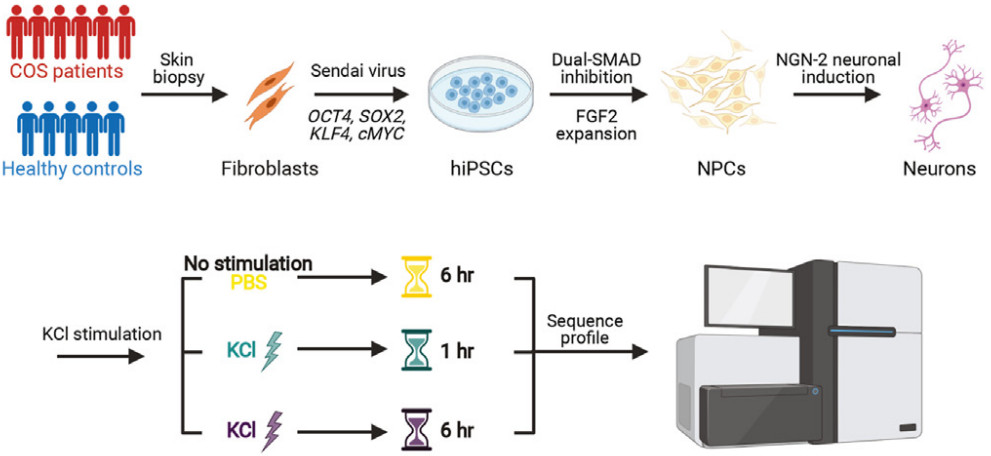 COS patients
Healthy controls
Skin
biopsy
Fibroblasts
Sendai virus
OCT4, SOX2,
KLF4, cMYC
hiPSCs
Dual-SMAD
inhibition
FGF2
expansion
NPCs
NGN-2 neuronal
induction
Neurons
KCl stimulation
No stimulation
PBS
6 hr
KCl
1 hr
KCl
6 hr
Sequence
profile